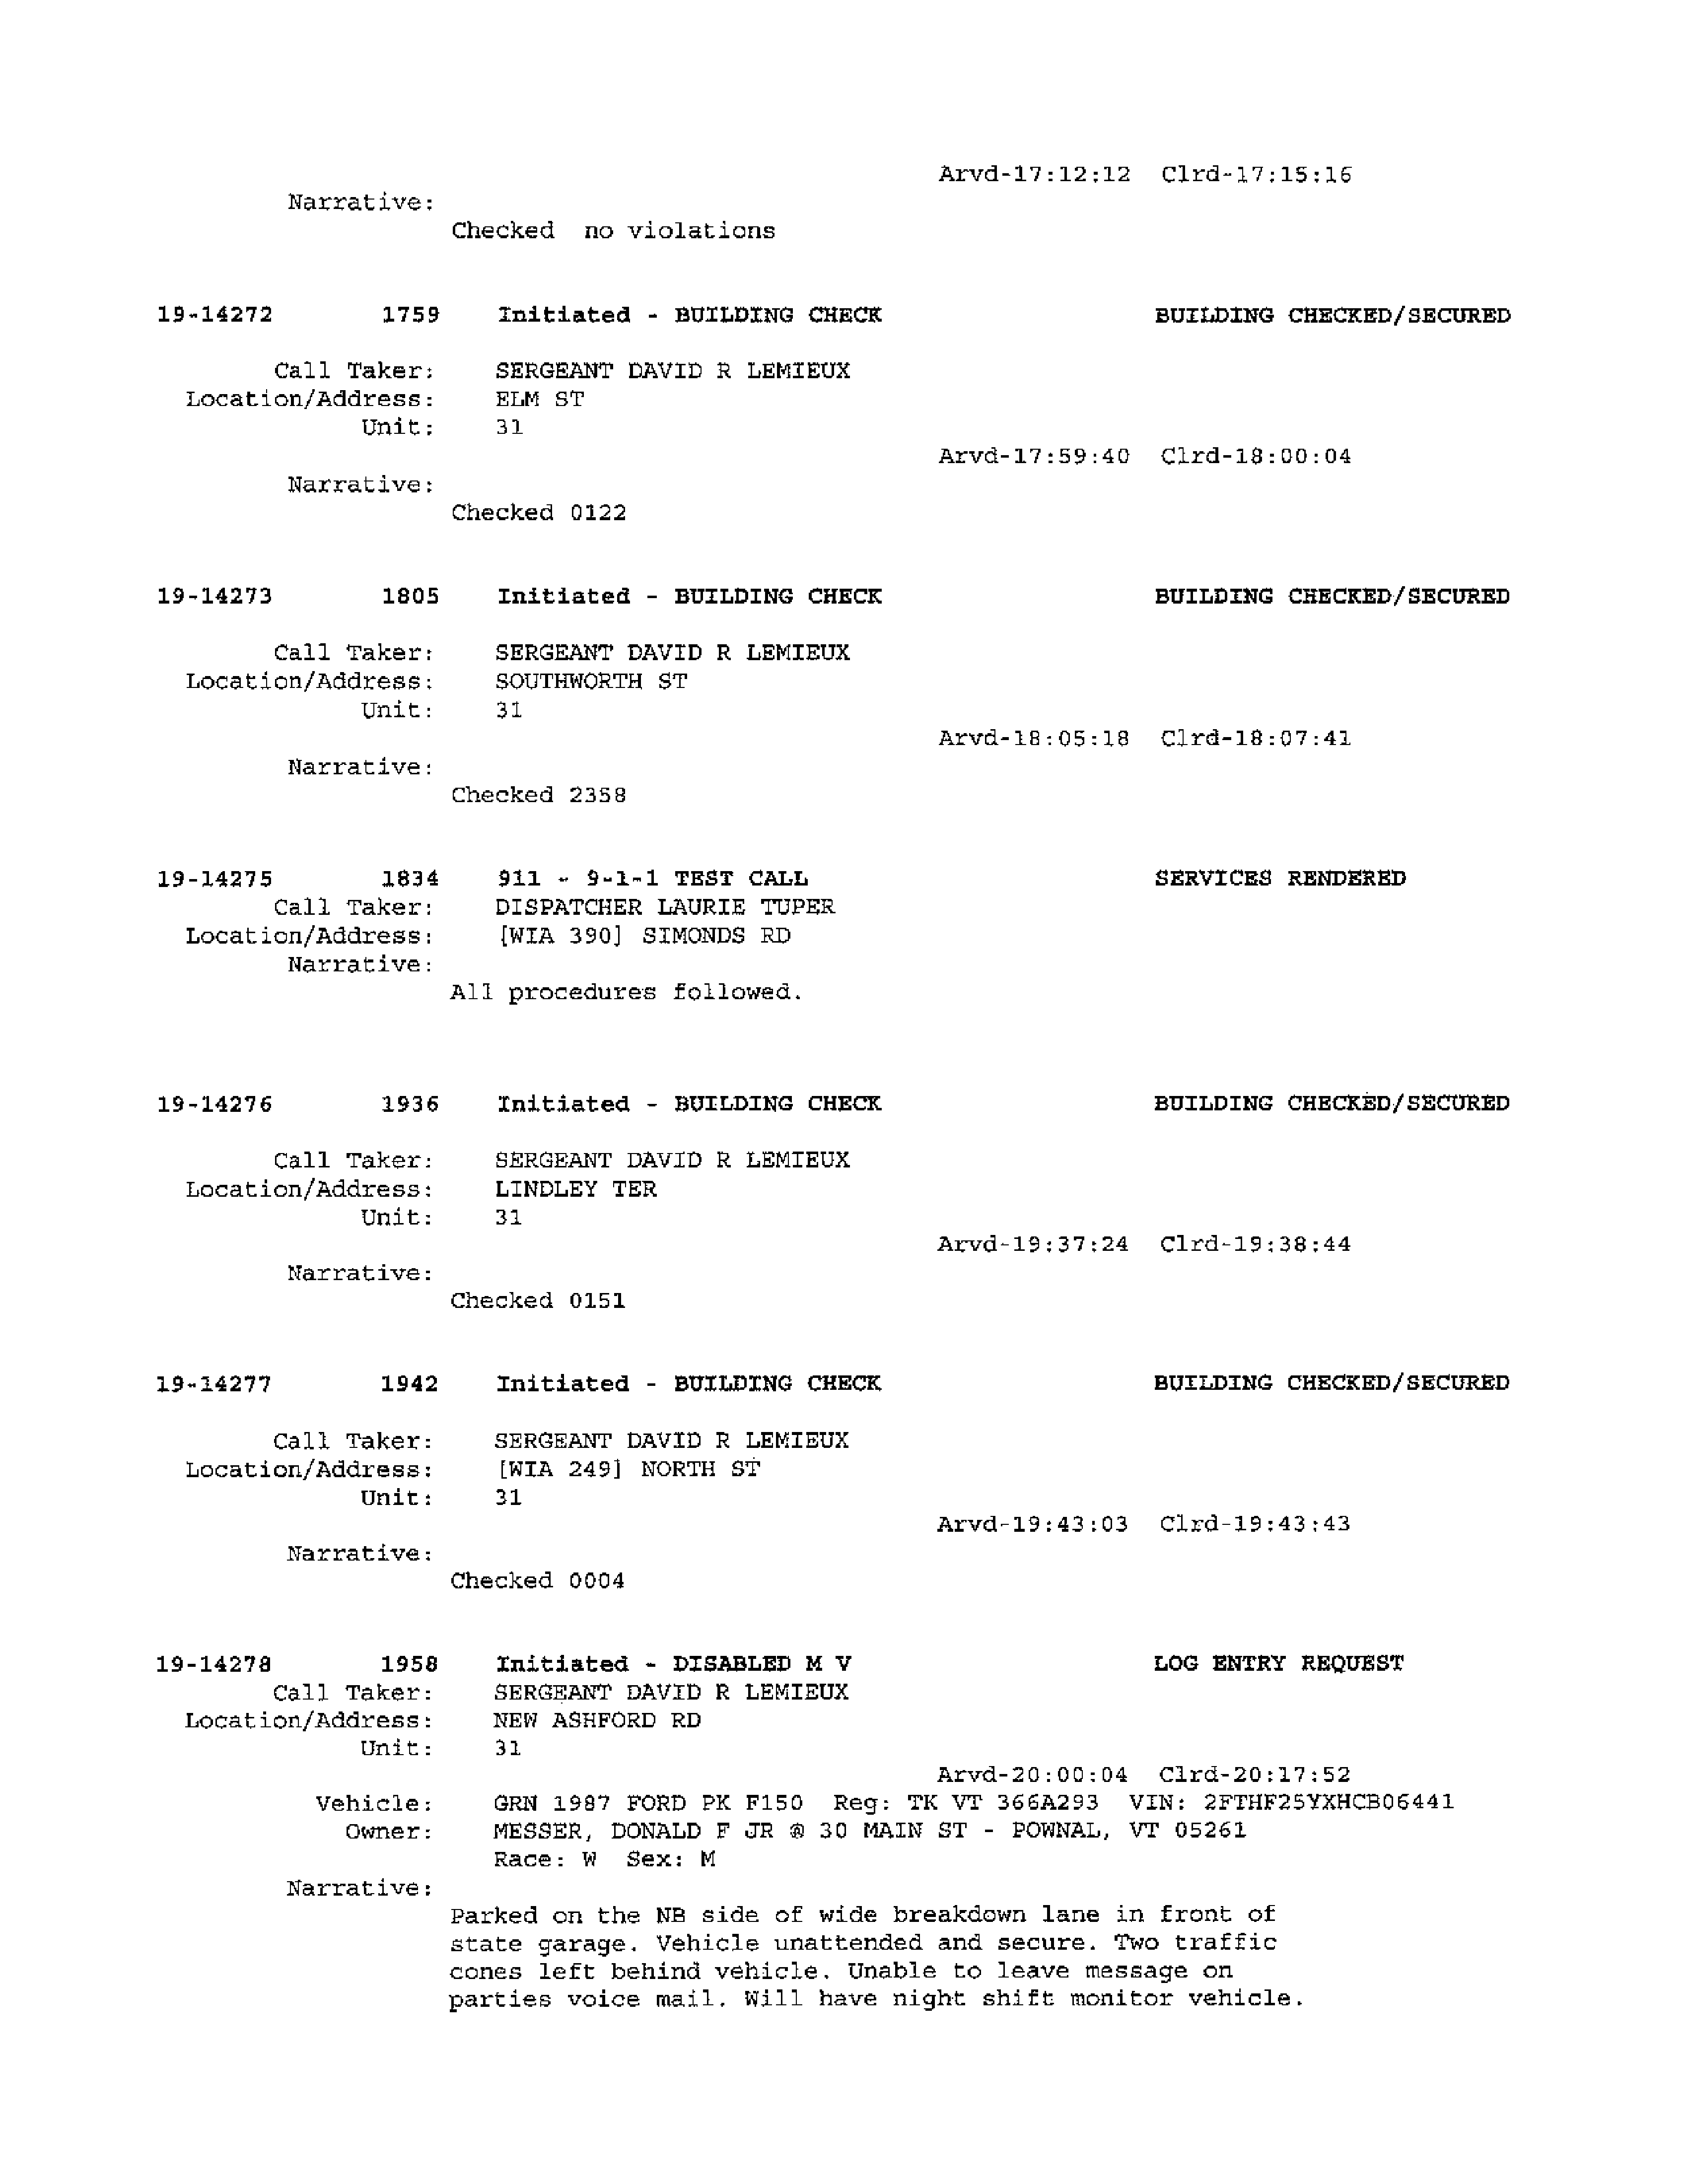 Arvd-17:12:12 Clrd-17:15:16
Narrative:
Checked no violations
19-14272 1759 Initiated - BUILDING CHECK BUILDING CHECKED/SECURED
Call Taker: SERGEANT DAVID R LEMIEUX
Location/Address: ELM ST
Unit: 31
Arvd-17:59:40 Clrd-18:00:04
Narrative:
Checked 0122
19-14273 1805 Initiated - BUILDING CHECK BUILDING CHECKED/SECURED
Call Taker: SERGEANT DAVID R LEMIEUX
Location/Address: SOUTHWORTH ST
Unit: 31
Arvd-18:05:18 Clrd-18:07:41
Narrative:
Checked 2358
19-14275 1834 911 - 9-1-1 TEST CALL SERVICES RENDERED
Call Taker: DISPATCHER LAURIE TUPER
Location/Address: [WIA 390] SIMONDS RD
Narrative:
All procedures followed.
19-14276 1936 Initiated - BUILDING CHECK BUILDING CHECKED/SECURED
Call Taker: SERGEANT DAVID R LEMIEUX
Location/Address: LINDLEY TER
Unit: 31
Arvd-19:37:24 Clrd-19:38:44
Narrative:
Checked 0151
19-14277 1942 Initiated - BUILDING CHECK BUILDING CHECKED/SECURED
Call Taker: SERGEANT DAVID R LEMIEUX
Location/Address: [WIA 249] NORTH ST
Unit: 31
Arvd-19:43:03 Clrd-19:43:43
Narrative:
Checked 0004
19-14278 1958 Initiated - DISABLED M V LOG ENTRY REQUEST
Call Taker: SERGEANT DAVID R LEMIEUX
Location/Address: NEW ASHFORD RD
Unit: 31
Arvd-20:00:04 Clrd-20:17:52
Vehicle: GRN 1987 FORD PK F150 Reg: TK VT 366A293 VIN: 2FTHF25YXHCB06441
Owner: MESSER, DONALD F JR @ 30 MAIN ST - POWNAL, VT 05261
Race: W Sex: M
Narrative:
Parked on the NB side of wide breakdown lane in front of
state garage. Vehicle unattended and secure. Two traffic
cones left behind vehicle. Unable to leave message on
parties voice mail. Will have night shift monitor vehicle.